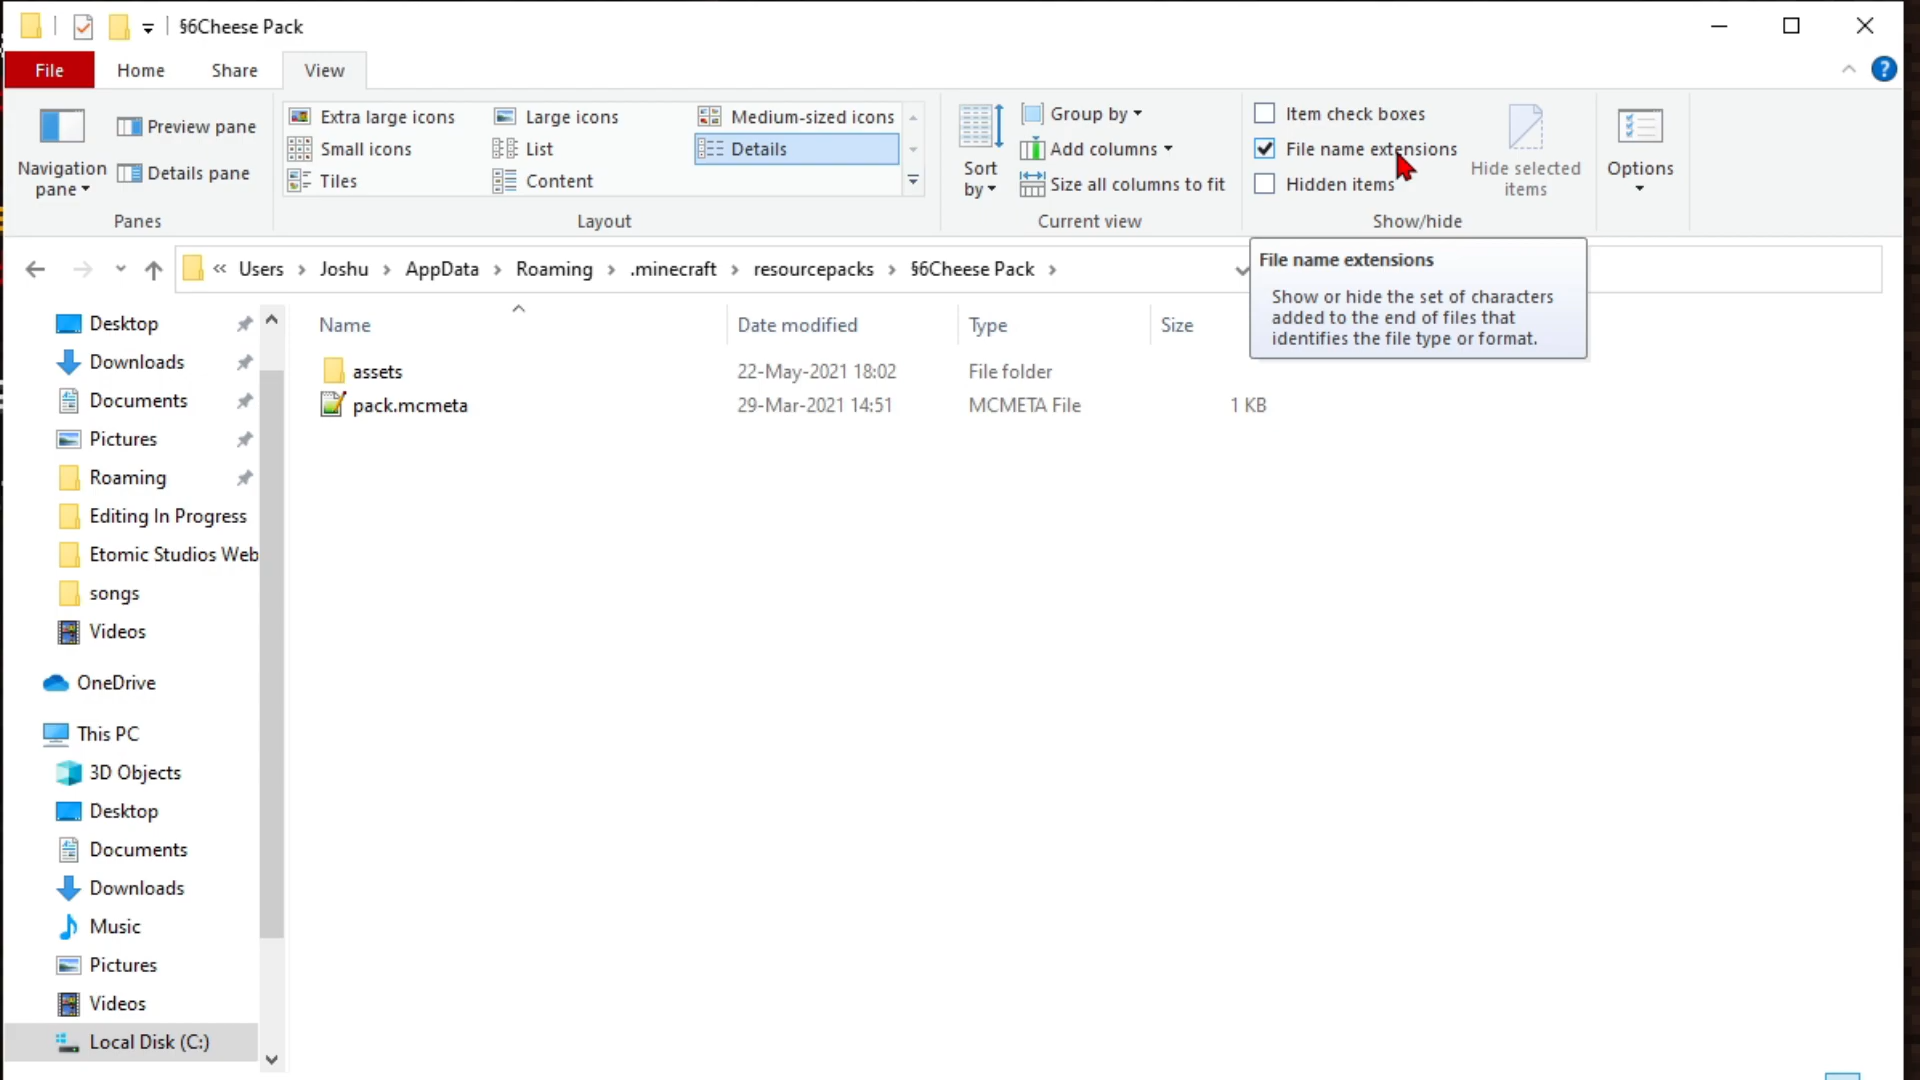 §6Cheese Pack
File
Home
Share
View
Navigation pane
Preview pane
Details pane
Panes
Extra large icons
Large icons
Medium-sized icons
Small icons
List
Details
Tiles
Content
Layout
Sort by
Group by
Add columns
Size all columns to fit
Current view
Item check boxes
File name extensions
Hidden items
Hide selected items
Show/hide
Options
« Users > Joshu > AppData > Roaming > .minecraft > resourcepacks > §6Cheese Pack >
File name extensions
Show or hide the set of characters
added to the end of files that
identifies the file type or format.
Name
Date modified
Type
Size
assets
22-May-2021 18:02
File folder
pack.mcmeta
29-Mar-2021 14:51
MCMETA File
1 KB
Desktop
Downloads
Documents
Pictures
Roaming
Editing In Progress
Etomic Studios Web
songs
Videos
OneDrive
This PC
3D Objects
Desktop
Documents
Downloads
Music
Pictures
Videos
Local Disk (C:)